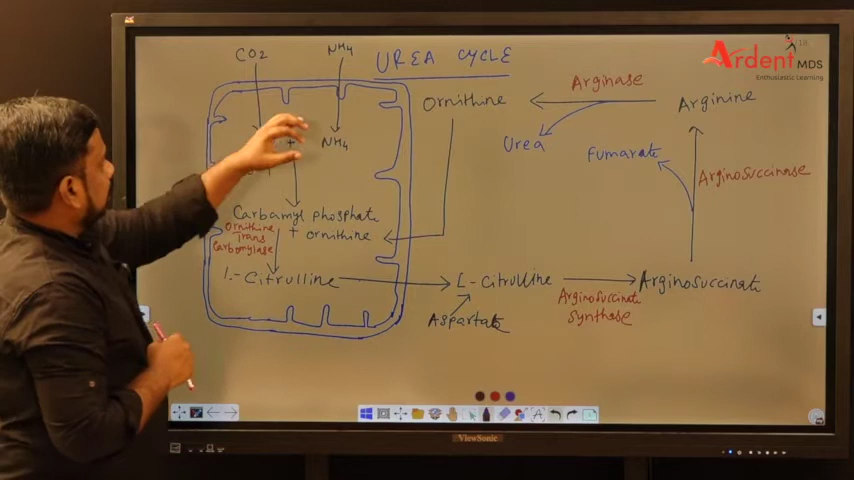 CO2
NH4
UREA CYCLE
Ardent MDS
Enthusiastic Learning
Ornithine
Arginase
Arginine
+
NH4
Urea
Fumarate
Arginosuccinase
Carbamyl phosphate
+ ornithine
Ornithine
Trans
Carbamylase
L-Citrulline
L-Citrulline
Arginosuccinate
Aspartate
Arginosuccinate
synthase
ViewSonic